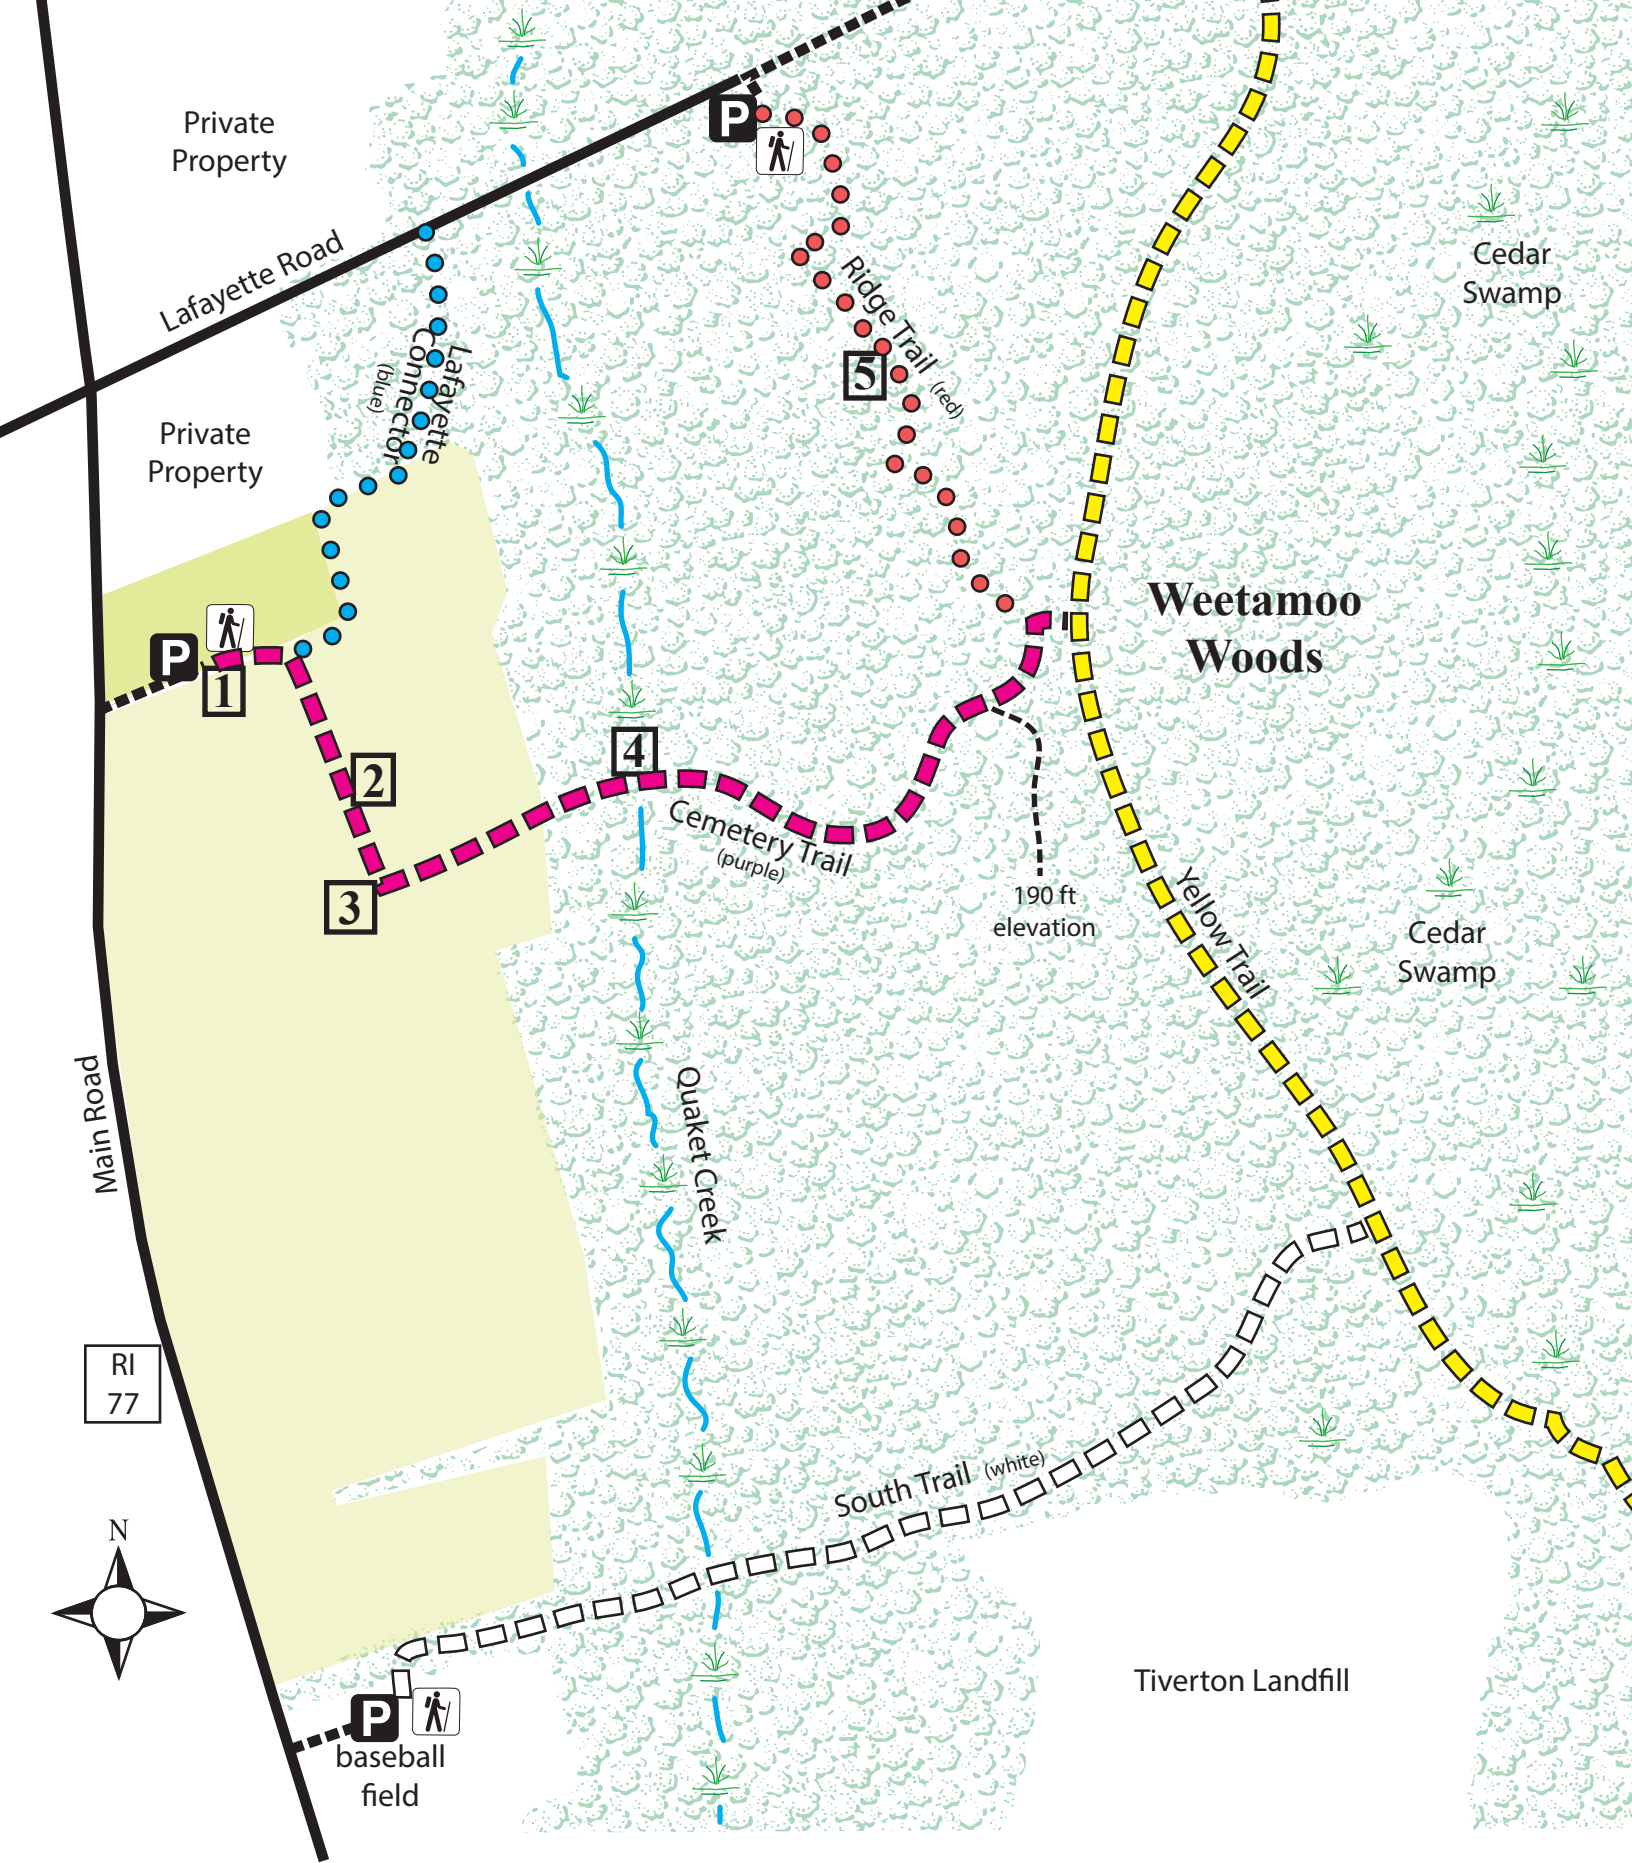 Private
Property
P
Lafayette Road
Cedar
Swamp
Ridge Trail (red)
5
Lafayette
Connector
(blue)
Private
Property
Weetamoo
Woods
P
1
2
4
3
Cemetery Trail
(purple)
190 ft
elevation
Yellow Trail
Cedar
Swamp
Main Road
Quaket Creek
RI
77
South Trail (white)
N
Tiverton Landfill
P
baseball
field